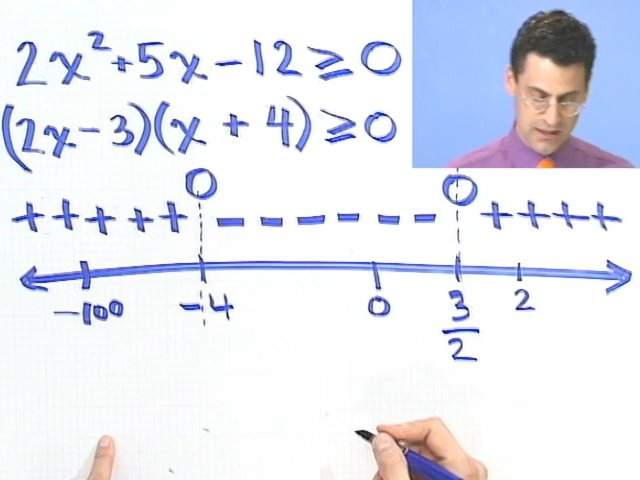 2x²+5x-12≥0
(2x-3)(x+4)≥0
0 0
+++++ ------ ++++
-100 -4 0 3/2 2